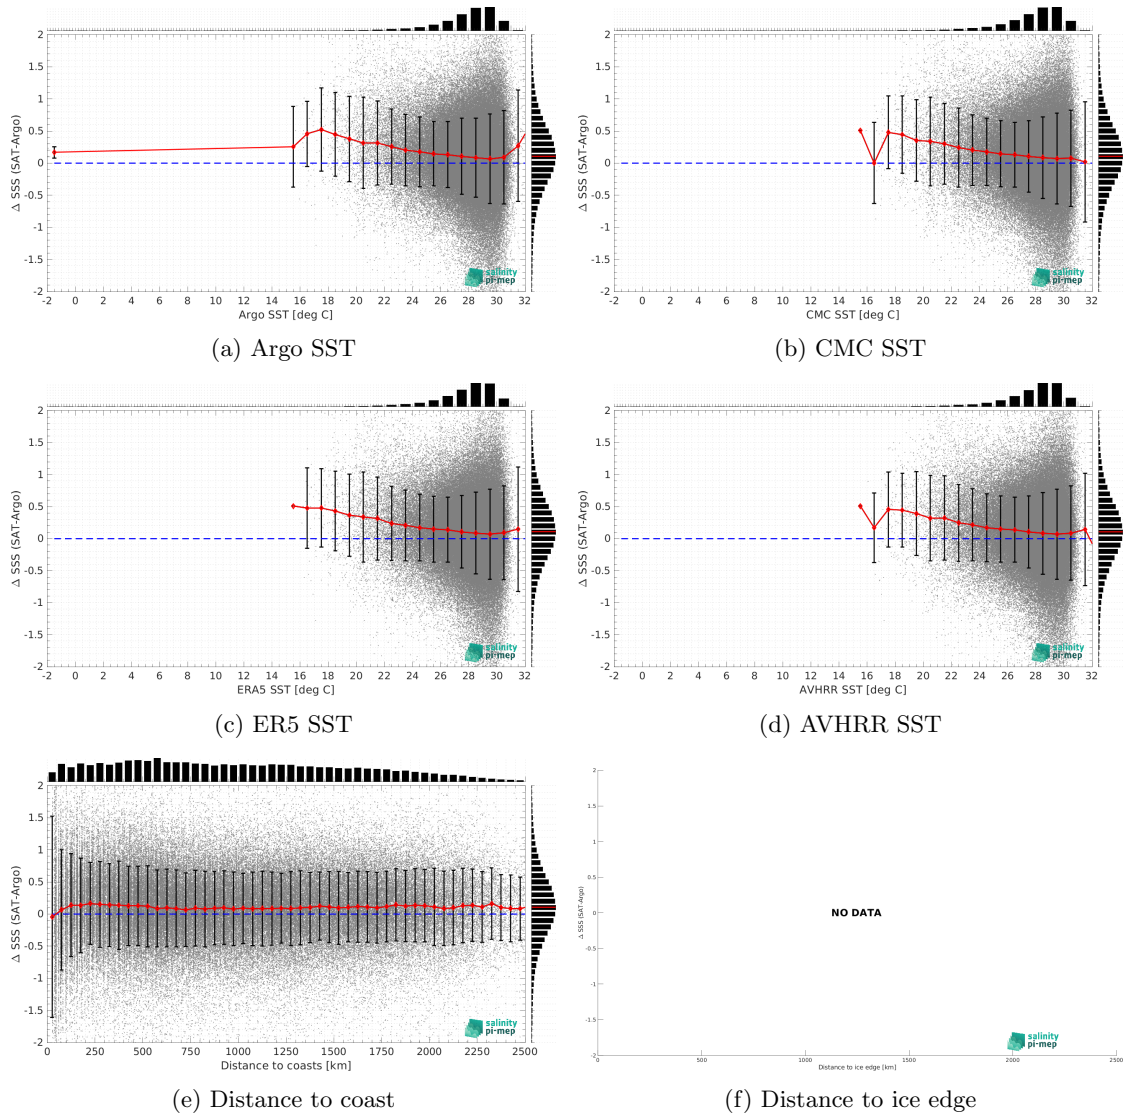 2
1.5
1
0.5
0
-0.5
-1
-1.5
-2
Δ SSS (SAT-Argo)
-2 0 2 4 6 8 10 12 14 16 18 20 22 24 26 28 30 32
Argo SST [deg C]
salinity
pi-mep
(a) Argo SST
2
1.5
1
0.5
0
-0.5
-1
-1.5
-2
Δ SSS (SAT-Argo)
-2 0 2 4 6 8 10 12 14 16 18 20 22 24 26 28 30 32
CMC SST [deg C]
salinity
pi-mep
(b) CMC SST
2
1.5
1
0.5
0
-0.5
-1
-1.5
-2
Δ SSS (SAT-Argo)
-2 0 2 4 6 8 10 12 14 16 18 20 22 24 26 28 30 32
ERA5 SST [deg C]
salinity
pi-mep
(c) ER5 SST
2
1.5
1
0.5
0
-0.5
-1
-1.5
-2
Δ SSS (SAT-Argo)
-2 0 2 4 6 8 10 12 14 16 18 20 22 24 26 28 30 32
AVHRR SST [deg C]
salinity
pi-mep
(d) AVHRR SST
2
1.5
1
0.5
0
-0.5
-1
-1.5
-2
Δ SSS (SAT-Argo)
0 250 500 750 1000 1250 1500 1750 2000 2250 2500
Distance to coasts [km]
salinity
pi-mep
(e) Distance to coast
2
1.5
1
0.5
0
-0.5
-1
-1.5
-2
Δ SSS (SAT-Argo)
NO DATA
0 500 1000 1500 2000 2500
Distance to ice edge [km]
salinity
pi-mep
(f) Distance to ice edge